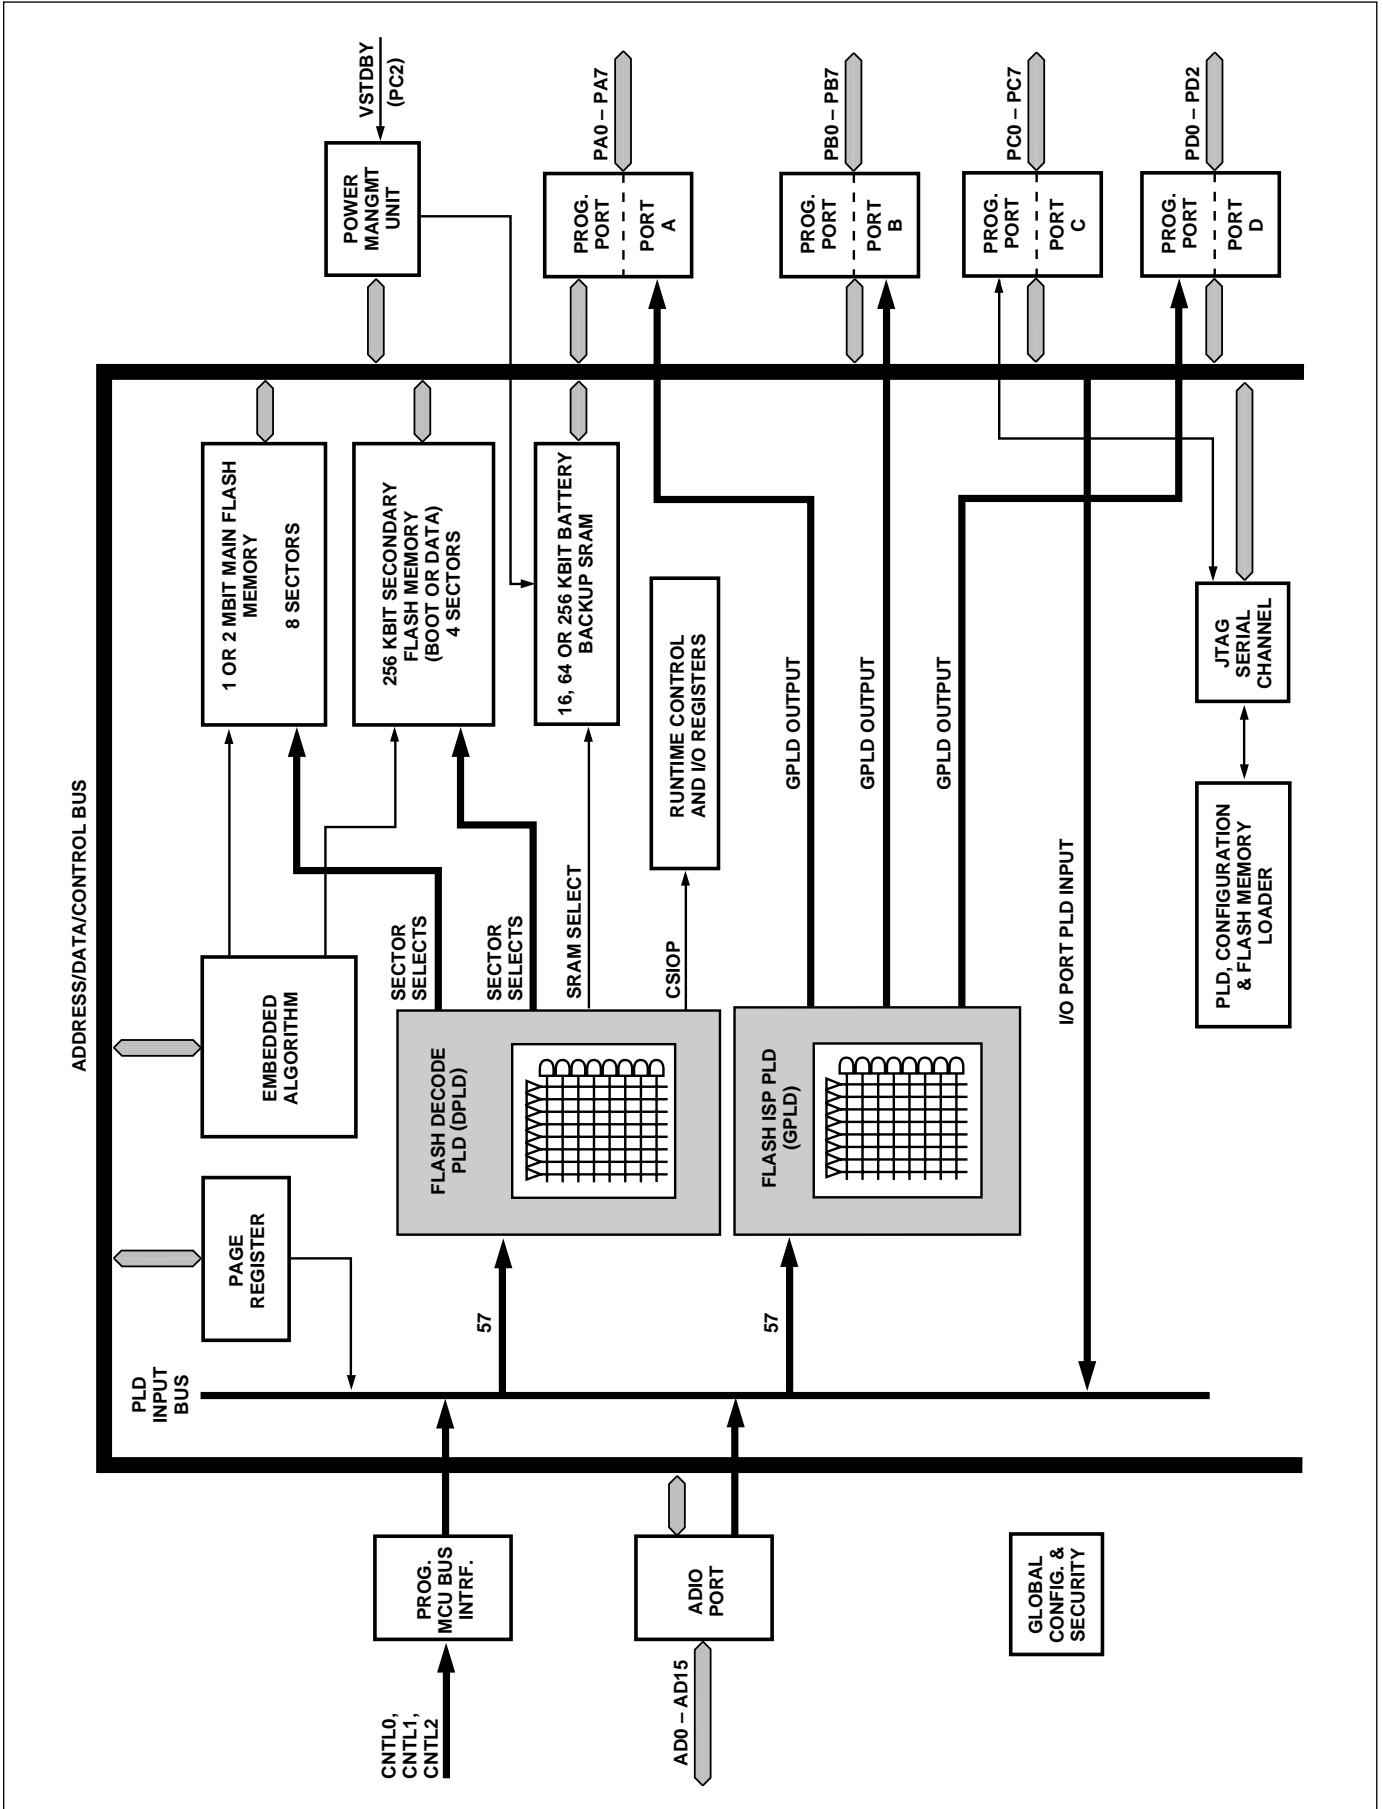 ADDRESS/DATA/CONTROL BUS
CNTL0,
CNTL1,
CNTL2
PROG.
MCU BUS
INTRF.
AD0 – AD15
ADIO
PORT
GLOBAL
CONFIG. &
SECURITY
PLD
INPUT
BUS
PAGE
REGISTER
57
57
EMBEDDED
ALGORITHM
FLASH DECODE
PLD (DPLD)
FLASH ISP PLD
(GPLD)
SECTOR
SELECTS
SECTOR
SELECTS
SRAM SELECT
CSIOP
1 OR 2 MBIT MAIN FLASH
MEMORY
8 SECTORS
256 KBIT SECONDARY
FLASH MEMORY
(BOOT OR DATA)
4 SECTORS
16, 64 OR 256 KBIT BATTERY
BACKUP SRAM
RUNTIME CONTROL
AND I/O REGISTERS
GPLD OUTPUT
GPLD OUTPUT
GPLD OUTPUT
I/O PORT PLD INPUT
PLD, CONFIGURATION
& FLASH MEMORY
LOADER
JTAG
SERIAL
CHANNEL
POWER
MANGMT
UNIT
VSTDBY
(PC2)
PROG.
PORT
PORT
A
PA0 – PA7
PROG.
PORT
PORT
B
PB0 – PB7
PROG.
PORT
PORT
C
PC0 – PC7
PROG.
PORT
PORT
D
PD0 – PD2